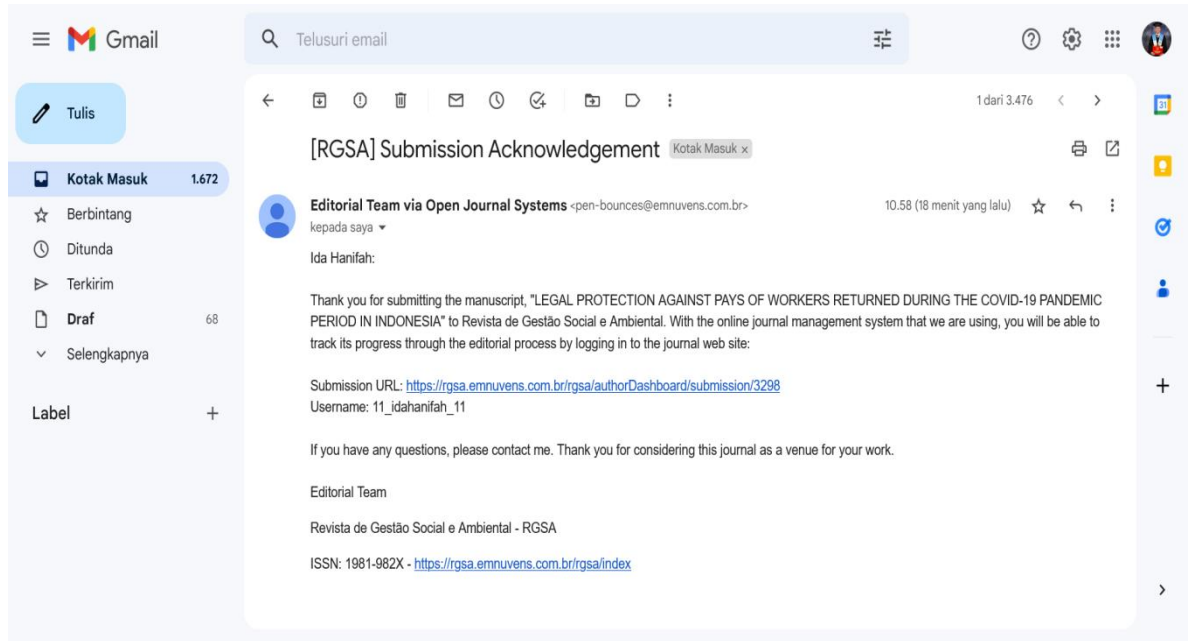 Gmail
Telusuri email
Tulis
1 dari 3.476
[RGSA] Submission Acknowledgement Kotak Masuk x
Kotak Masuk 1.672
Berbintang
Ditunda
Terkirim
Draf 68
Selengkapnya
Label
Editorial Team via Open Journal Systems <pen-bounces@emnuvens.com.br> 10.58 (18 menit yang lalu)
kepada saya
Ida Hanifah:
Thank you for submitting the manuscript, "LEGAL PROTECTION AGAINST PAYS OF WORKERS RETURNED DURING THE COVID-19 PANDEMIC
PERIOD IN INDONESIA" to Revista de Gestão Social e Ambiental. With the online journal management system that we are using, you will be able to
track its progress through the editorial process by logging in to the journal web site:
Submission URL: https://rgsa.emnuvens.com.br/rgsa/authorDashboard/submission/3298
Username: 11_idahanifah_11
If you have any questions, please contact me. Thank you for considering this journal as a venue for your work.
Editorial Team
Revista de Gestão Social e Ambiental - RGSA
ISSN: 1981-982X - https://rgsa.emnuvens.com.br/rgsa/index
31